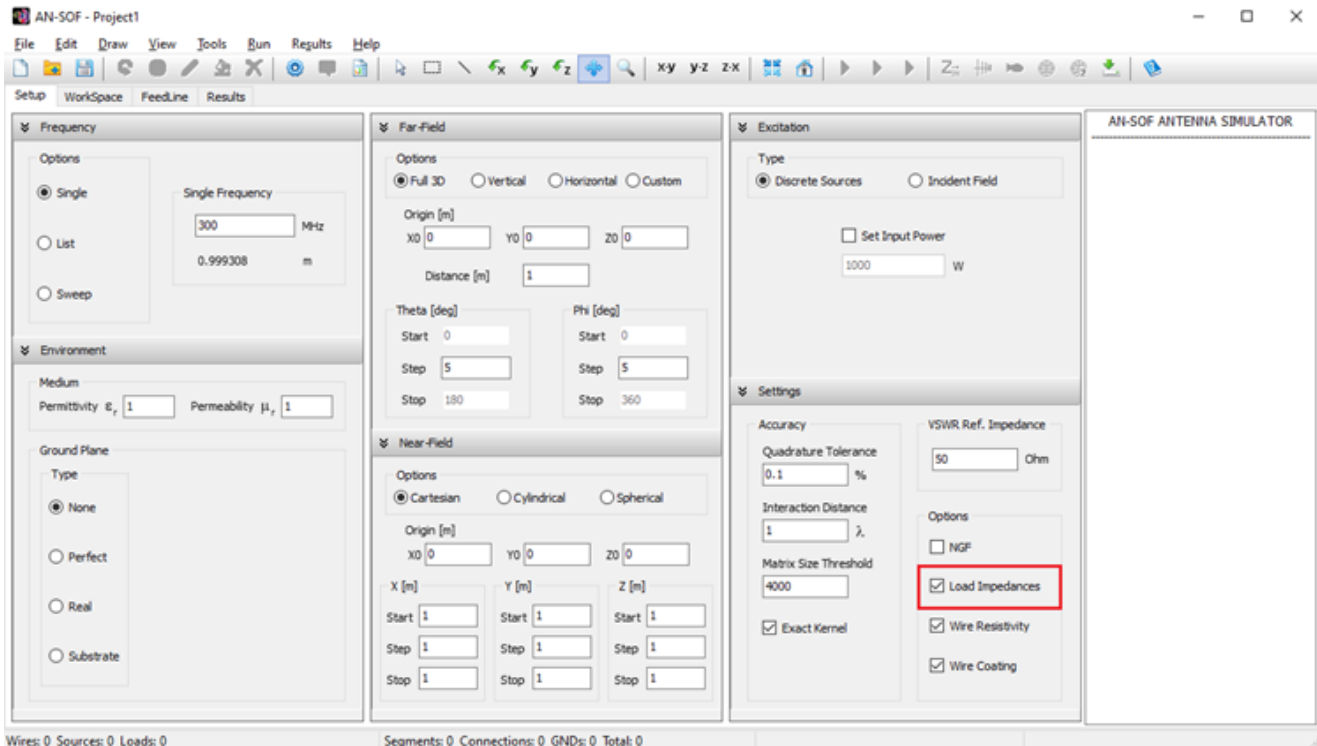 AN-SOF - Project1
File Edit Draw View Tools Run Results Help
x-y y-z z-x
Setup WorkSpace FeedLine Results
Frequency
Options
Single
List
Sweep
Single Frequency
300 MHz
0.999308 m
Environment
Medium
Permittivity εr 1 Permeability μr 1
Ground Plane
Type
None
Perfect
Real
Substrate
Far-Field
Options
Full 3D Vertical Horizontal Custom
Origin [m]
X0 0 Y0 0 Z0 0
Distance [m] 1
Theta [deg]
Start 0
Step 5
Stop 180
Phi [deg]
Start 0
Step 5
Stop 360
Near-Field
Options
Cartesian Cylindrical Spherical
Origin [m]
X0 0 Y0 0 Z0 0
X [m] Y [m] Z [m]
Start 1 Start 1 Start 1
Step 1 Step 1 Step 1
Stop 1 Stop 1 Stop 1
Excitation
Type
Discrete Sources Incident Field
Set Input Power
1000 W
Settings
Accuracy
Quadrature Tolerance
0.1 %
Interaction Distance
1 λ
Matrix Size Threshold
4000
Exact Kernel
VSWR Ref. Impedance
50 Ohm
Options
NGF
Load Impedances
Wire Resistivity
Wire Coating
AN-SOF ANTENNA SIMULATOR
Wires: 0 Sources: 0 Loads: 0 Segments: 0 Connections: 0 GNDs: 0 Total: 0